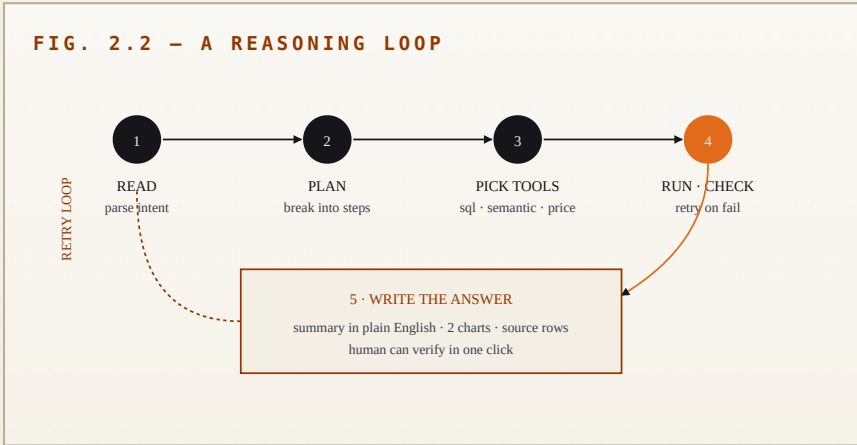 FIG. 2.2 — A REASONING LOOP
1
2
3
4
READ
PLAN
PICK TOOLS
RUN · CHECK
parse intent
break into steps
sql · semantic · price
retry on fail
RETRY LOOP
5 · WRITE THE ANSWER
summary in plain English · 2 charts · source rows
human can verify in one click